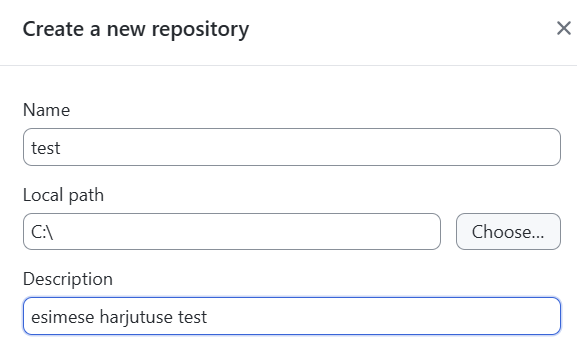 Create a new repository
Name
test
Local path
C:\
Choose...
Description
esimese harjutuse test